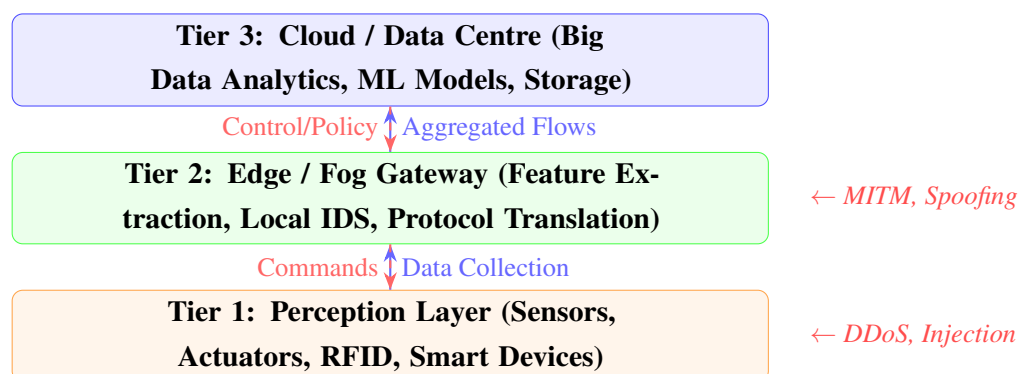 Tier 3: Cloud / Data Centre (Big
Data Analytics, ML Models, Storage)
Control/Policy Aggregated Flows
Tier 2: Edge / Fog Gateway (Feature Ex-
traction, Local IDS, Protocol Translation)
← MITM, Spoofing
Commands Data Collection
Tier 1: Perception Layer (Sensors,
Actuators, RFID, Smart Devices)
← DDoS, Injection